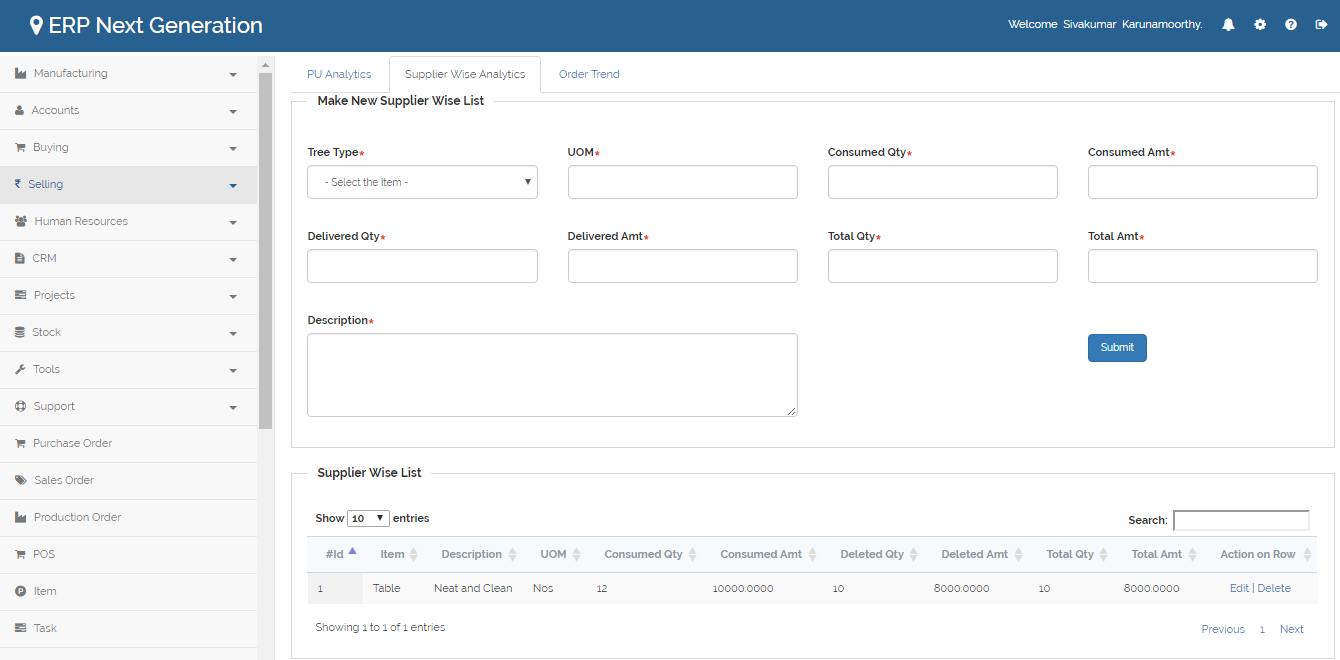 ERP Next Generation
Welcome Sivakumar Karunamoorthy.
Manufacturing
Accounts
Buying
Selling
Human Resources
CRM
Projects
Stock
Tools
Support
Purchase Order
Sales Order
Production Order
POS
Item
Task
PU Analytics Supplier Wise Analytics Order Trend
Make New Supplier Wise List
Tree Type* UOM* Consumed Qty* Consumed Amt*
- Select the Item -
Delivered Qty* Delivered Amt* Total Qty* Total Amt*
Description*
Submit
Supplier Wise List
Show 10 entries Search:
#Id Item Description UOM Consumed Qty Consumed Amt Deleted Qty Deleted Amt Total Qty Total Amt Action on Row
1 Table Neat and Clean Nos 12 10000.0000 10 8000.0000 10 8000.0000 Edit | Delete
Showing 1 to 1 of 1 entries
Previous 1 Next